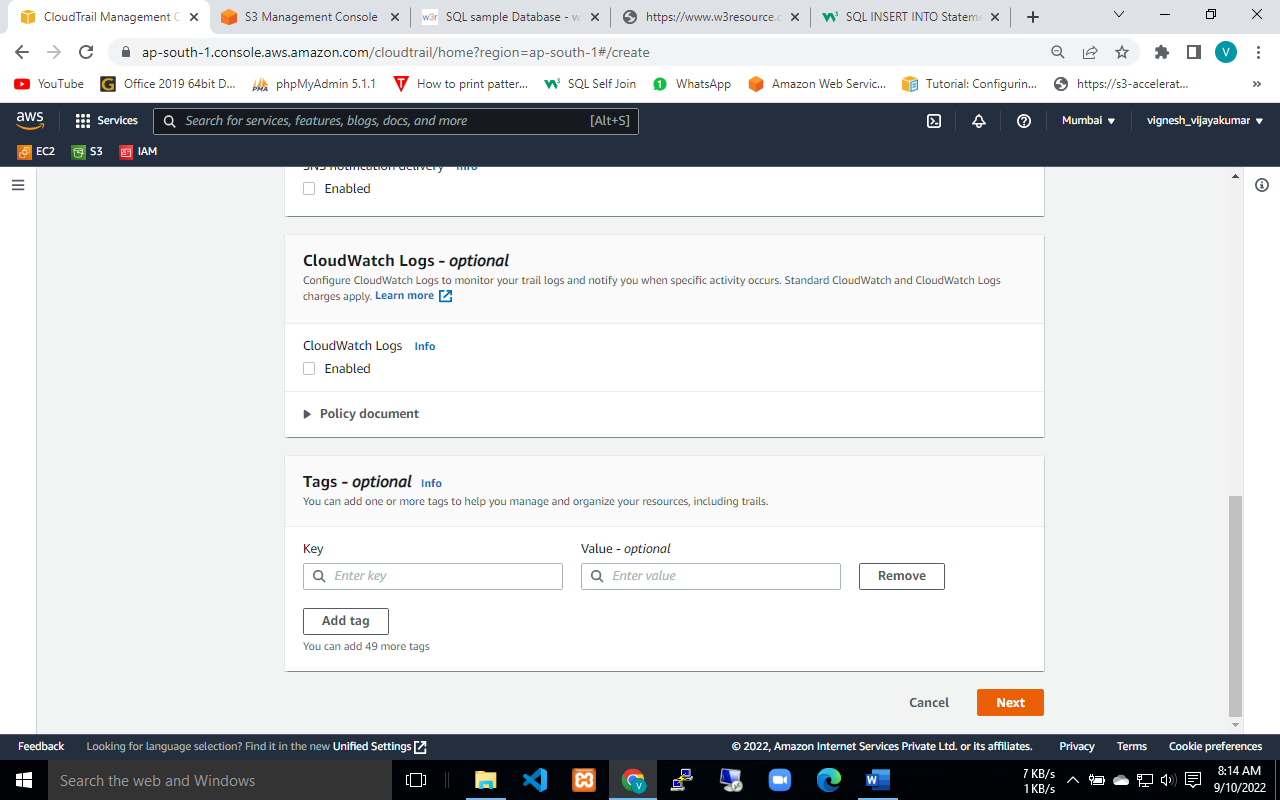 CloudTrail Management C
S3 Management Console
w3r
SQL sample Database - w
https://www.w3resource.c
SQL INSERT INTO Stateme
ap-south-1.console.aws.amazon.com/cloudtrail/home?region=ap-south-1#/create
V
YouTube
Office 2019 64bit D...
PMA
phpMyAdmin 5.1.1
How to print patter...
SQL Self Join
1
WhatsApp
Amazon Web Servic...
Tutorial: Configurin...
https://s3-accelerat...
»
aws
Services
Search for services, features, blogs, docs, and more
[Alt+S]
Mumbai
vignesh_vijayakumar
EC2
S3
IAM
SNS notification delivery Info
Enabled
CloudWatch Logs - optional
Configure CloudWatch Logs to monitor your trail logs and notify you when specific activity occurs. Standard CloudWatch and CloudWatch Logs
charges apply. Learn more
CloudWatch Logs Info
Enabled
Policy document
Tags - optional Info
You can add one or more tags to help you manage and organize your resources, including trails.
Key
Value - optional
Enter key
Enter value
Remove
Add tag
You can add 49 more tags
Cancel
Next
Feedback
Looking for language selection? Find it in the new Unified Settings
© 2022, Amazon Internet Services Private Ltd. or its affiliates.
Privacy
Terms
Cookie preferences
Search the web and Windows
7 KB/s
1 KB/s
8:14 AM
9/10/2022